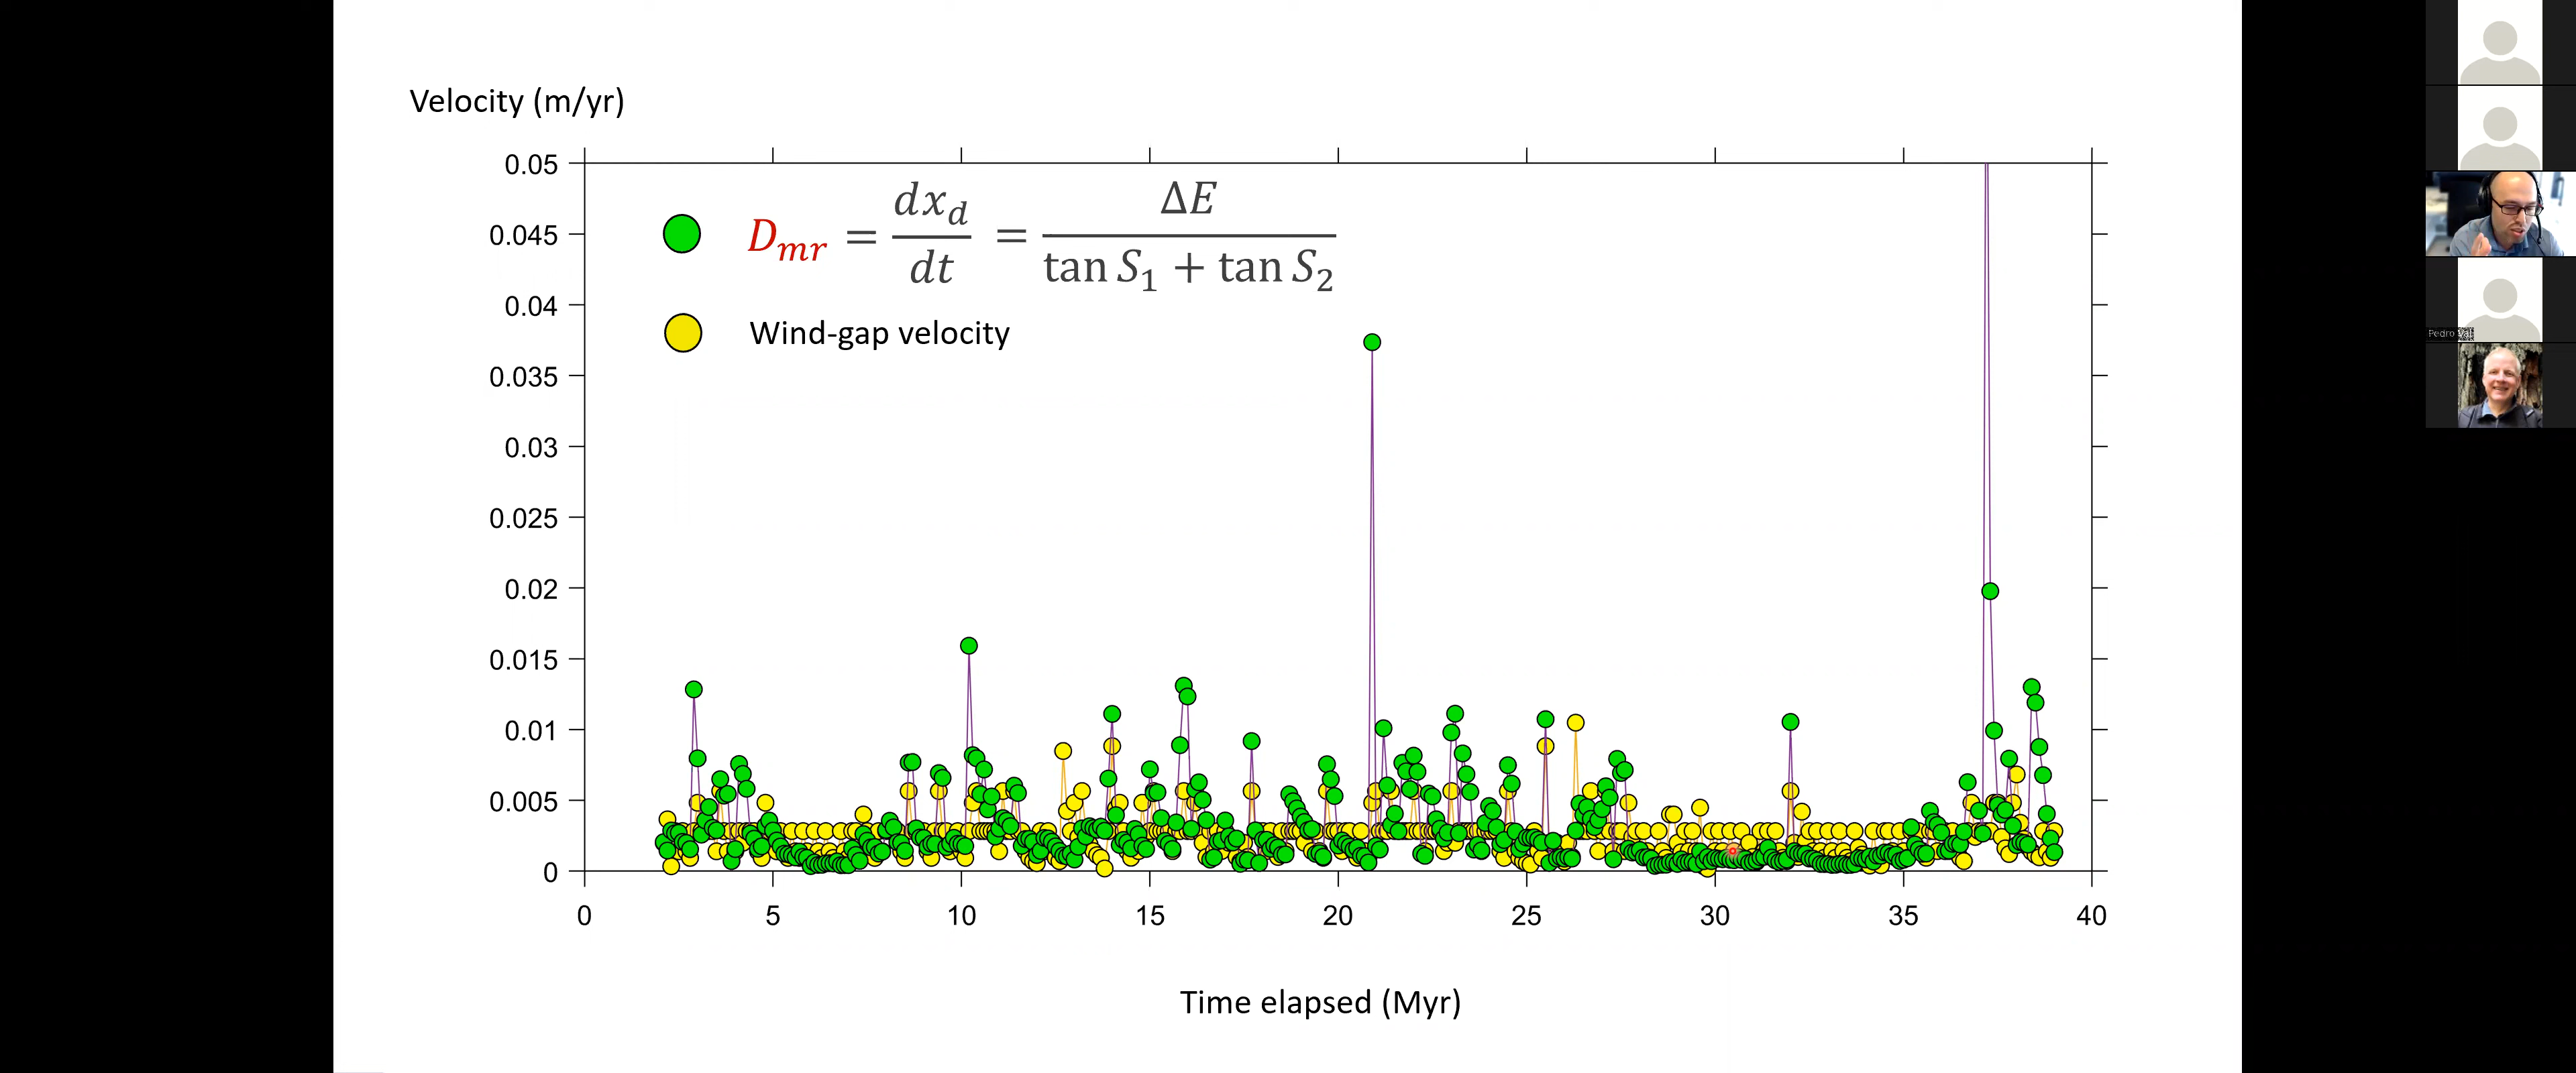 Velocity (m/yr)
0.05
0.045
0.04
0.035
0.03
0.025
0.02
0.015
0.01
0.005
0
D_mr = dx_d/dt = ΔE/(tan S_1 + tan S_2)
Wind-gap velocity
0 5 10 15 20 25 30 35 40
Time elapsed (Myr)
Pedro